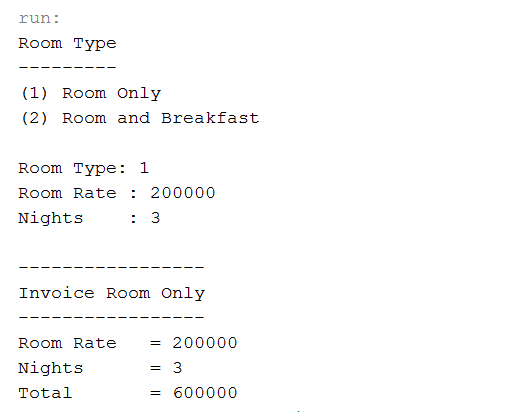 run:
Room Type
---------
(1) Room Only
(2) Room and Breakfast
Room Type: 1
Room Rate : 200000
Nights    : 3
-----------------
Invoice Room Only
-----------------
Room Rate   = 200000
Nights      = 3
Total       = 600000